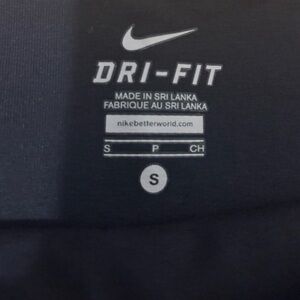 DRI-FIT
MADE IN SRI LANKA
FABRIQUE AU SRI LANKA
nikebetterworld.com
S P CH
S